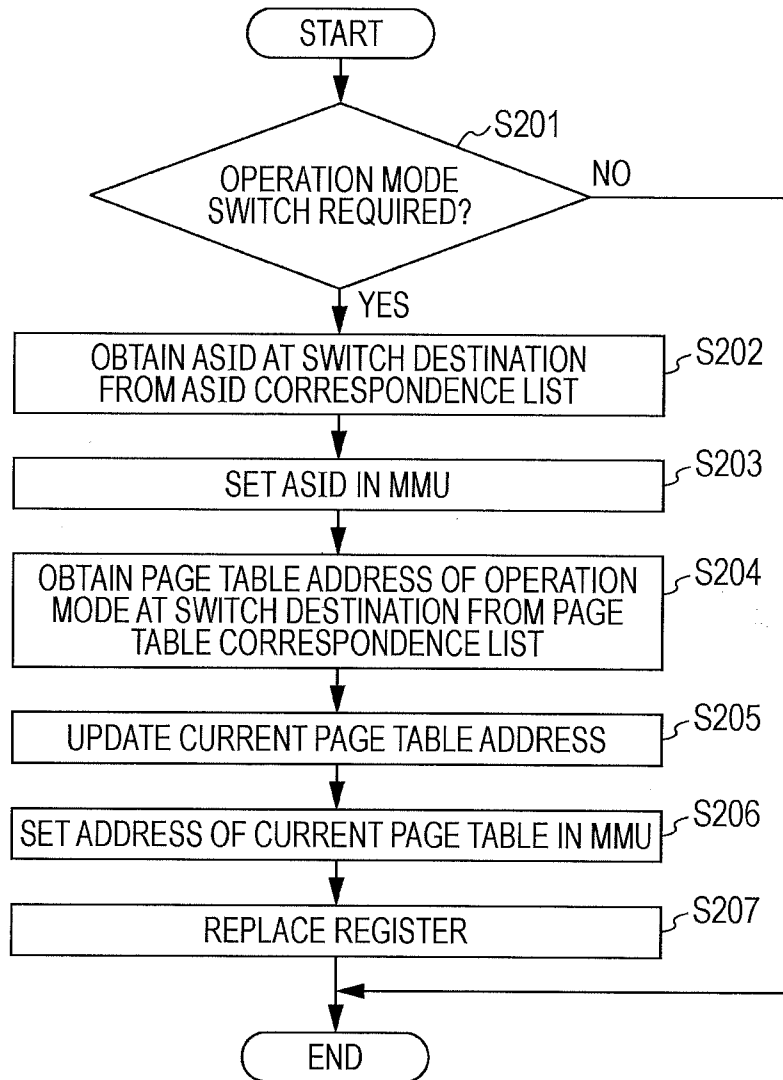 START
S201
OPERATION MODE
SWITCH REQUIRED?
NO
YES
OBTAIN ASID AT SWITCH DESTINATION
FROM ASID CORRESPONDENCE LIST
S202
SET ASID IN MMU
S203
OBTAIN PAGE TABLE ADDRESS OF OPERATION
MODE AT SWITCH DESTINATION FROM PAGE
TABLE CORRESPONDENCE LIST
S204
UPDATE CURRENT PAGE TABLE ADDRESS
S205
SET ADDRESS OF CURRENT PAGE TABLE IN MMU
S206
REPLACE REGISTER
S207
END